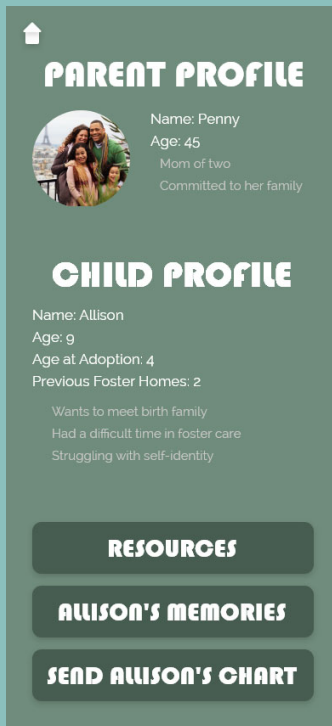 PARENT PROFILE
Name: Penny
Age: 45
Mom of two
Committed to her family
CHILD PROFILE
Name: Allison
Age: 9
Age at Adoption: 4
Previous Foster Homes: 2
Wants to meet birth family
Had a difficult time in foster care
Struggling with self-identity
RESOURCES
ALLISON'S MEMORIES
SEND ALLISON'S CHART